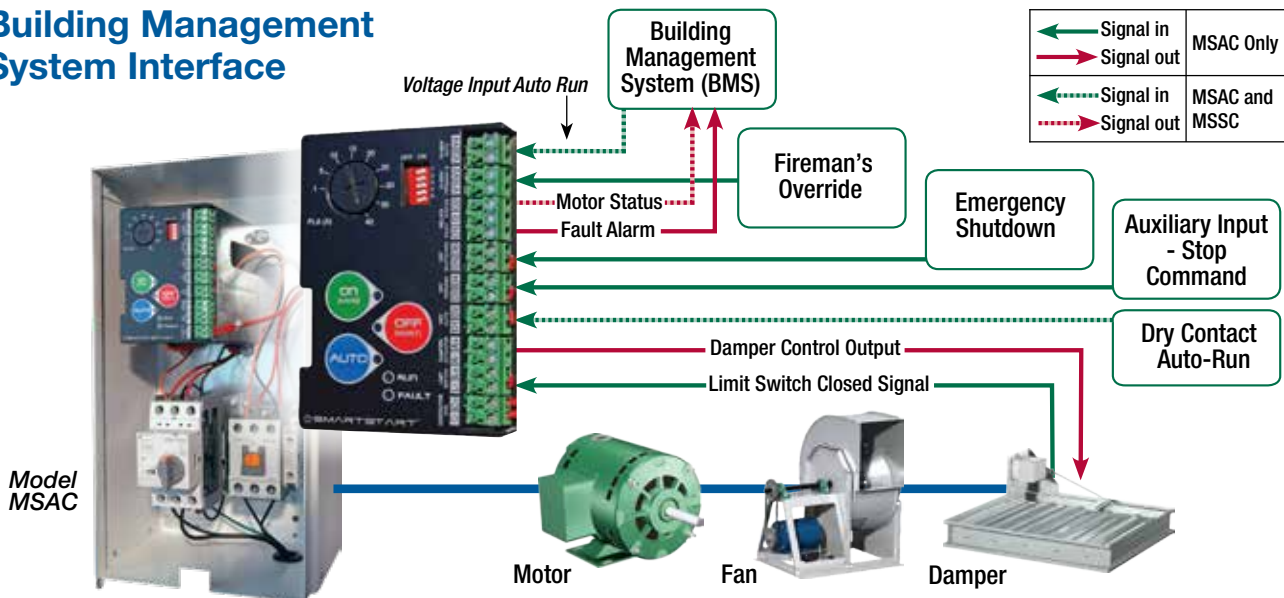 Building Management
System Interface
Voltage Input Auto Run
Building
Management
System (BMS)
Signal in
Signal out
MSAC Only
Signal in
Signal out
MSAC and
MSSC
Fireman's
Override
Motor Status
Fault Alarm
Emergency
Shutdown
Auxiliary Input
- Stop
Command
Dry Contact
Auto-Run
Damper Control Output
Limit Switch Closed Signal
FLA (A)
40
ON
OFF
AUTO
RUN
FAULT
SMARTSTART
Model
MSAC
Motor
Fan
Damper